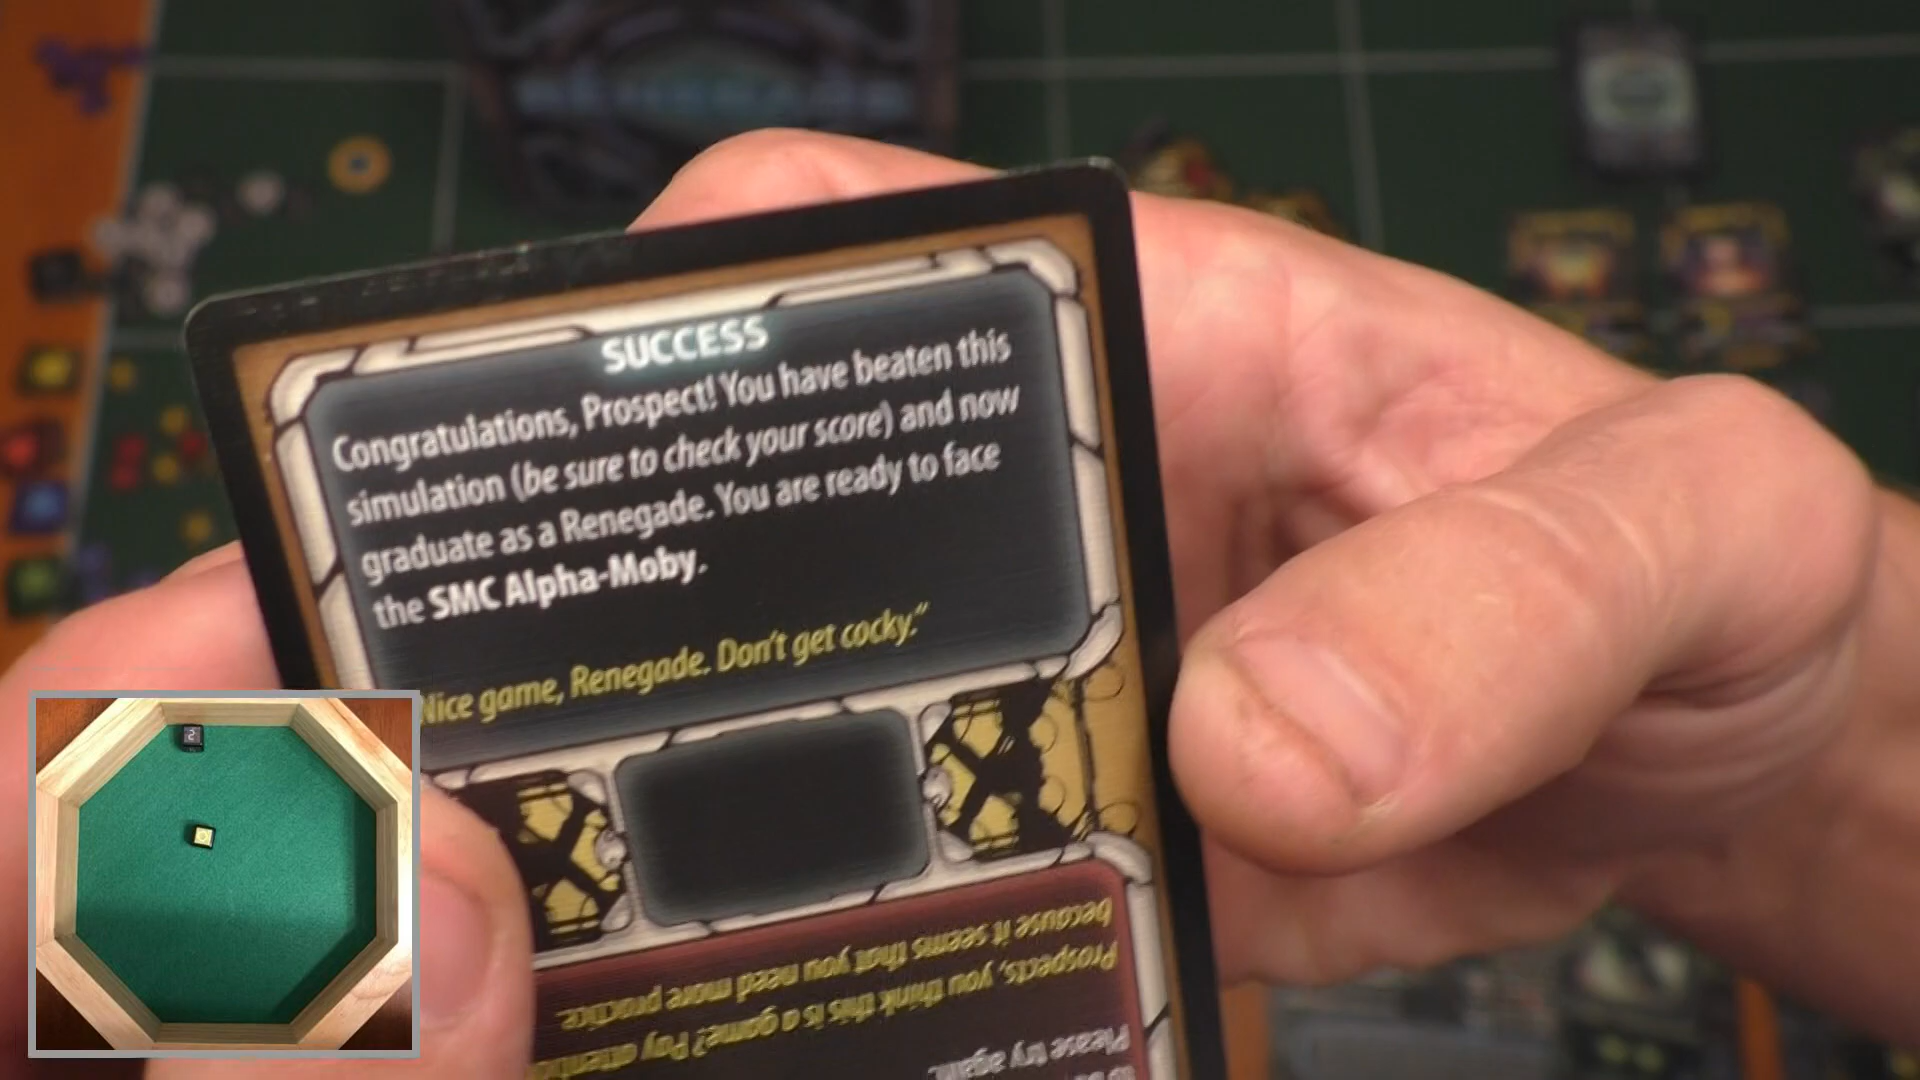 RENEGADE
SUCCESS
Congratulations, Prospect! You have beaten this
simulation (be sure to check your score) and now
graduate as a Renegade. You are ready to face
the SMC Alpha-Moby.
Nice game, Renegade. Don't get cocky."
2
Please try again.
Prospects, you think this is a game? Pay
because it seems that you need more practice.